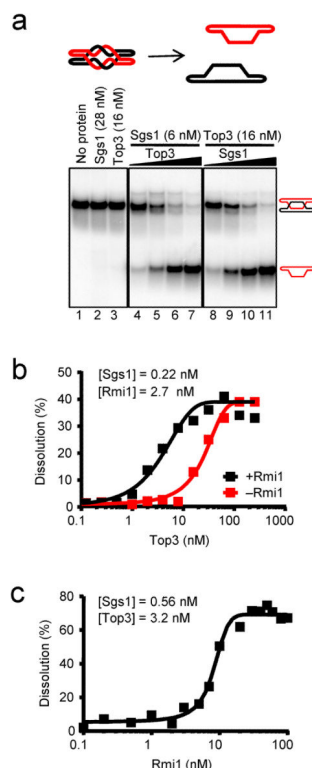 a
No protein
Sgs1 (28 nM)
Top3 (16 nM)
Sgs1 (6 nM) Top3 (16 nM)
Top3 Sgs1
1 2 3 4 5 6 7 8 9 10 11
b
[Sgs1] = 0.22 nM
[Rmi1] = 2.7 nM
Dissolution (%)
50
40
30
20
10
0
+Rmi1
–Rmi1
0.1 1 10 100 1000
Top3 (nM)
c
[Sgs1] = 0.56 nM
[Top3] = 3.2 nM
Dissolution (%)
80
60
40
20
0
0.1 1 10 100
Rmi1 (nM)